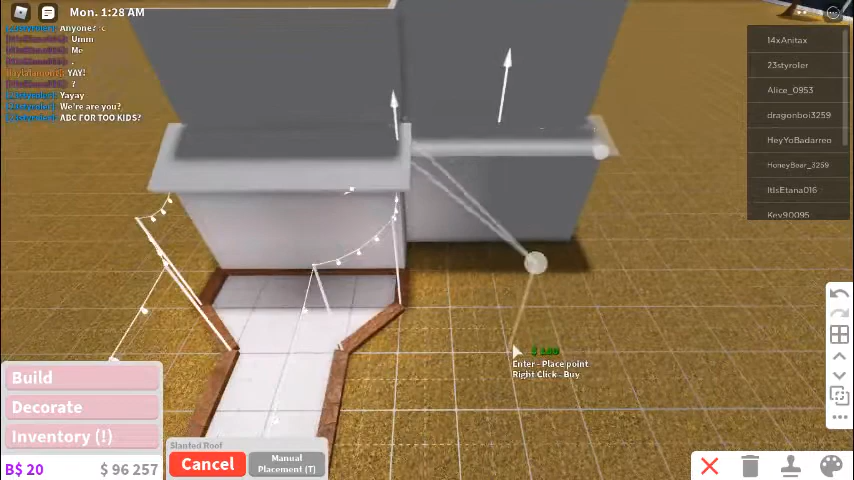 Mon. 1:28 AM
Anyone? c
Umm
Me
.
YAY!
?
Yayay
We're are you?
ABC FOR TOO KIDS?
I4xAnitax
23styroler
Alice_0953
dragonboi3259
HeyYoBadarreo
HoneyBear_3259
ItIsEtana016
Kev90095
Enter - Place point
Right Click - Buy
Build
Decorate
Inventory (!)
B$ 20
$ 96 257
Slanted Roof
Cancel
Manual
Placement (T)